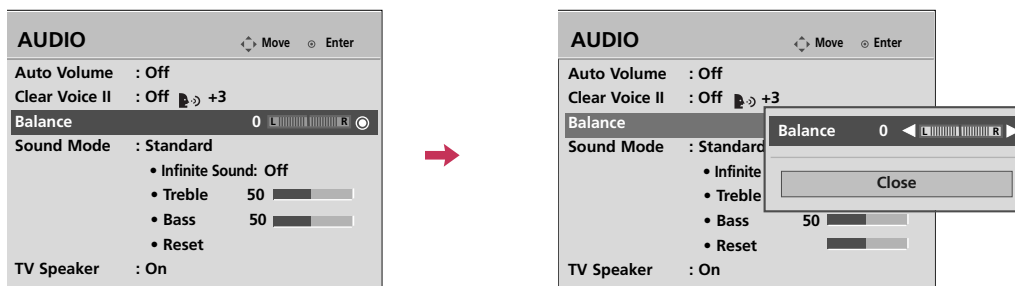 AUDIO Move Enter
Auto Volume : Off
Clear Voice II : Off +3
Balance 0 L R
Sound Mode : Standard
• Infinite Sound: Off
• Treble 50
• Bass 50
• Reset
TV Speaker : On
AUDIO Move Enter
Auto Volume : Off
Clear Voice II : Off +3
Balance
Sound Mode : Standard
• Infinite
• Treble
• Bass 50
• Reset
TV Speaker : On
Balance 0 L R
Close